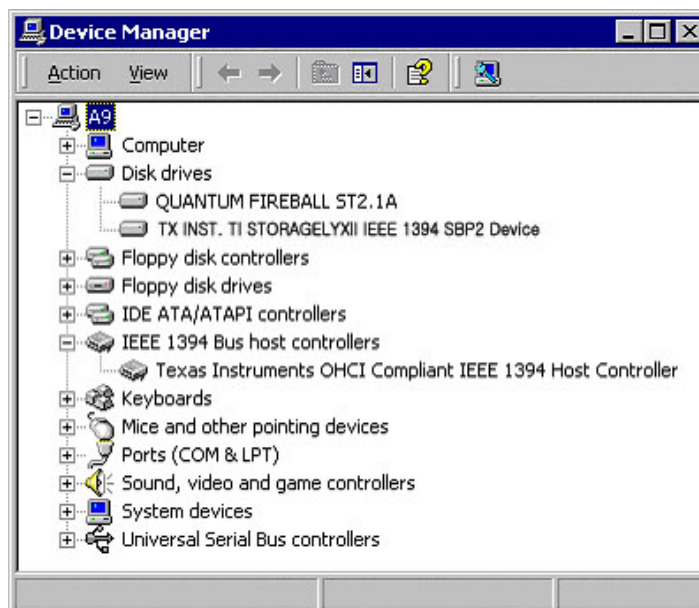 Device Manager
Action View
A9
Computer
Disk drives
QUANTUM FIREBALL ST2.1A
TX INST. TI STORAGELYXII IEEE 1394 SBP2 Device
Floppy disk controllers
Floppy disk drives
IDE ATA/ATAPI controllers
IEEE 1394 Bus host controllers
Texas Instruments OHCI Compliant IEEE 1394 Host Controller
Keyboards
Mice and other pointing devices
Ports (COM & LPT)
Sound, video and game controllers
System devices
Universal Serial Bus controllers